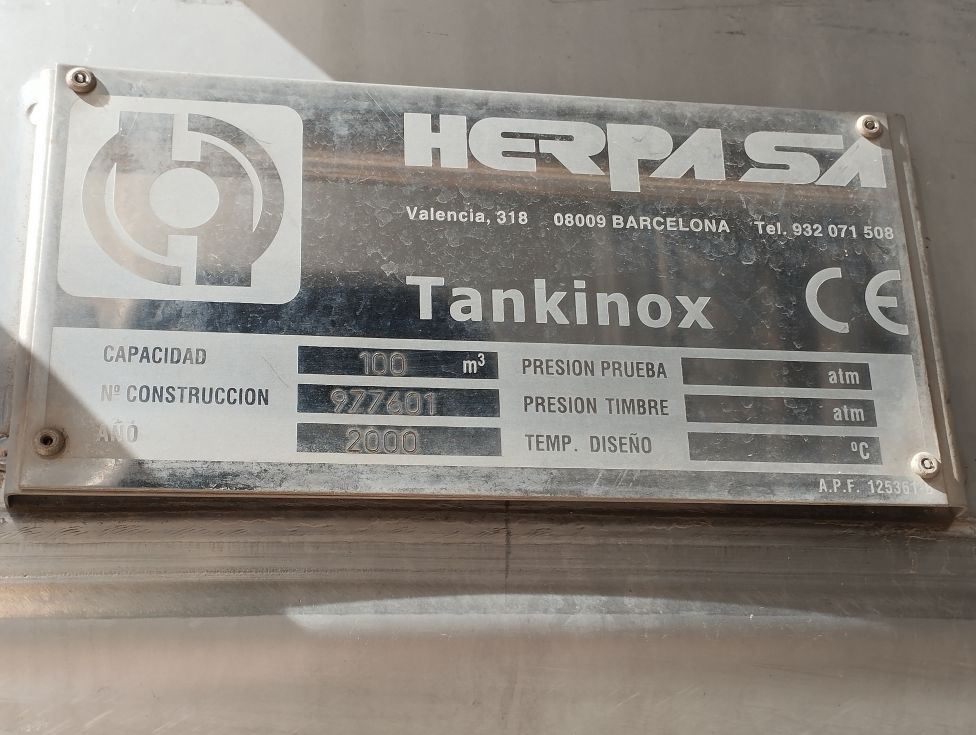 HERPASA
Valencia, 318 08009 BARCELONA Tel. 932 071 508
Tankinox CE
CAPACIDAD 100 m³ PRESION PRUEBA atm
Nº CONSTRUCCION 977601 PRESION TIMBRE atm
AÑO 2000 TEMP. DISEÑO ºC
A.P.F.